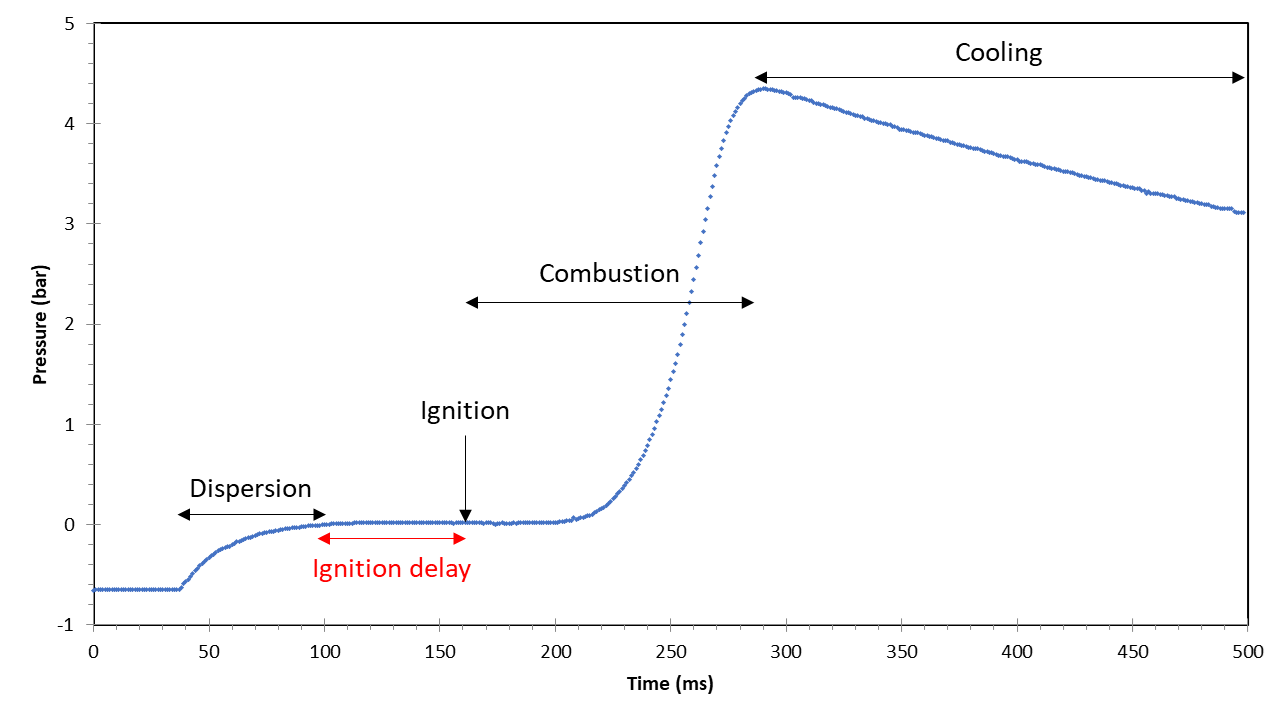 5
Cooling
4
3
Combustion
Pressure (bar)
2
Ignition
1
Dispersion
0
Ignition delay
-1
0 50 100 150 200 250 300 350 400 450 500
Time (ms)